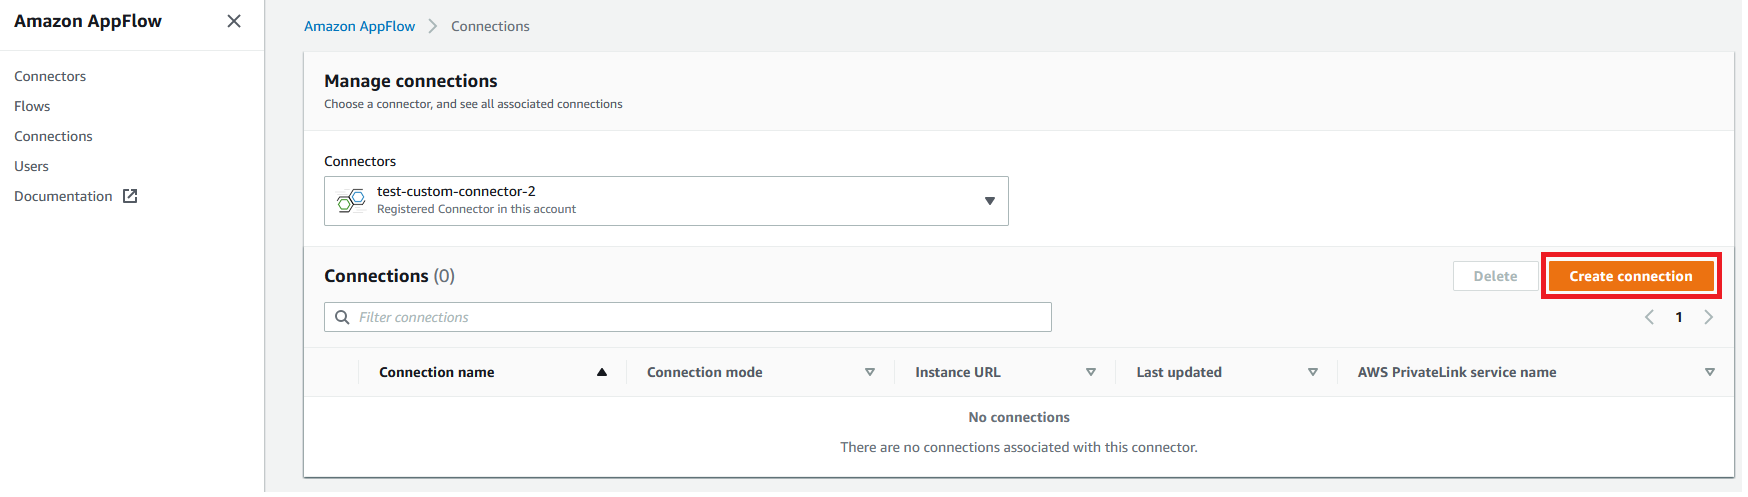 Amazon AppFlow
Connectors
Flows
Connections
Users
Documentation
Amazon AppFlow > Connections
Manage connections
Choose a connector, and see all associated connections
Connectors
test-custom-connector-2
Registered Connector in this account
Connections (0)
Delete
Create connection
Filter connections
1
Connection name
Connection mode
Instance URL
Last updated
AWS PrivateLink service name
No connections
There are no connections associated with this connector.